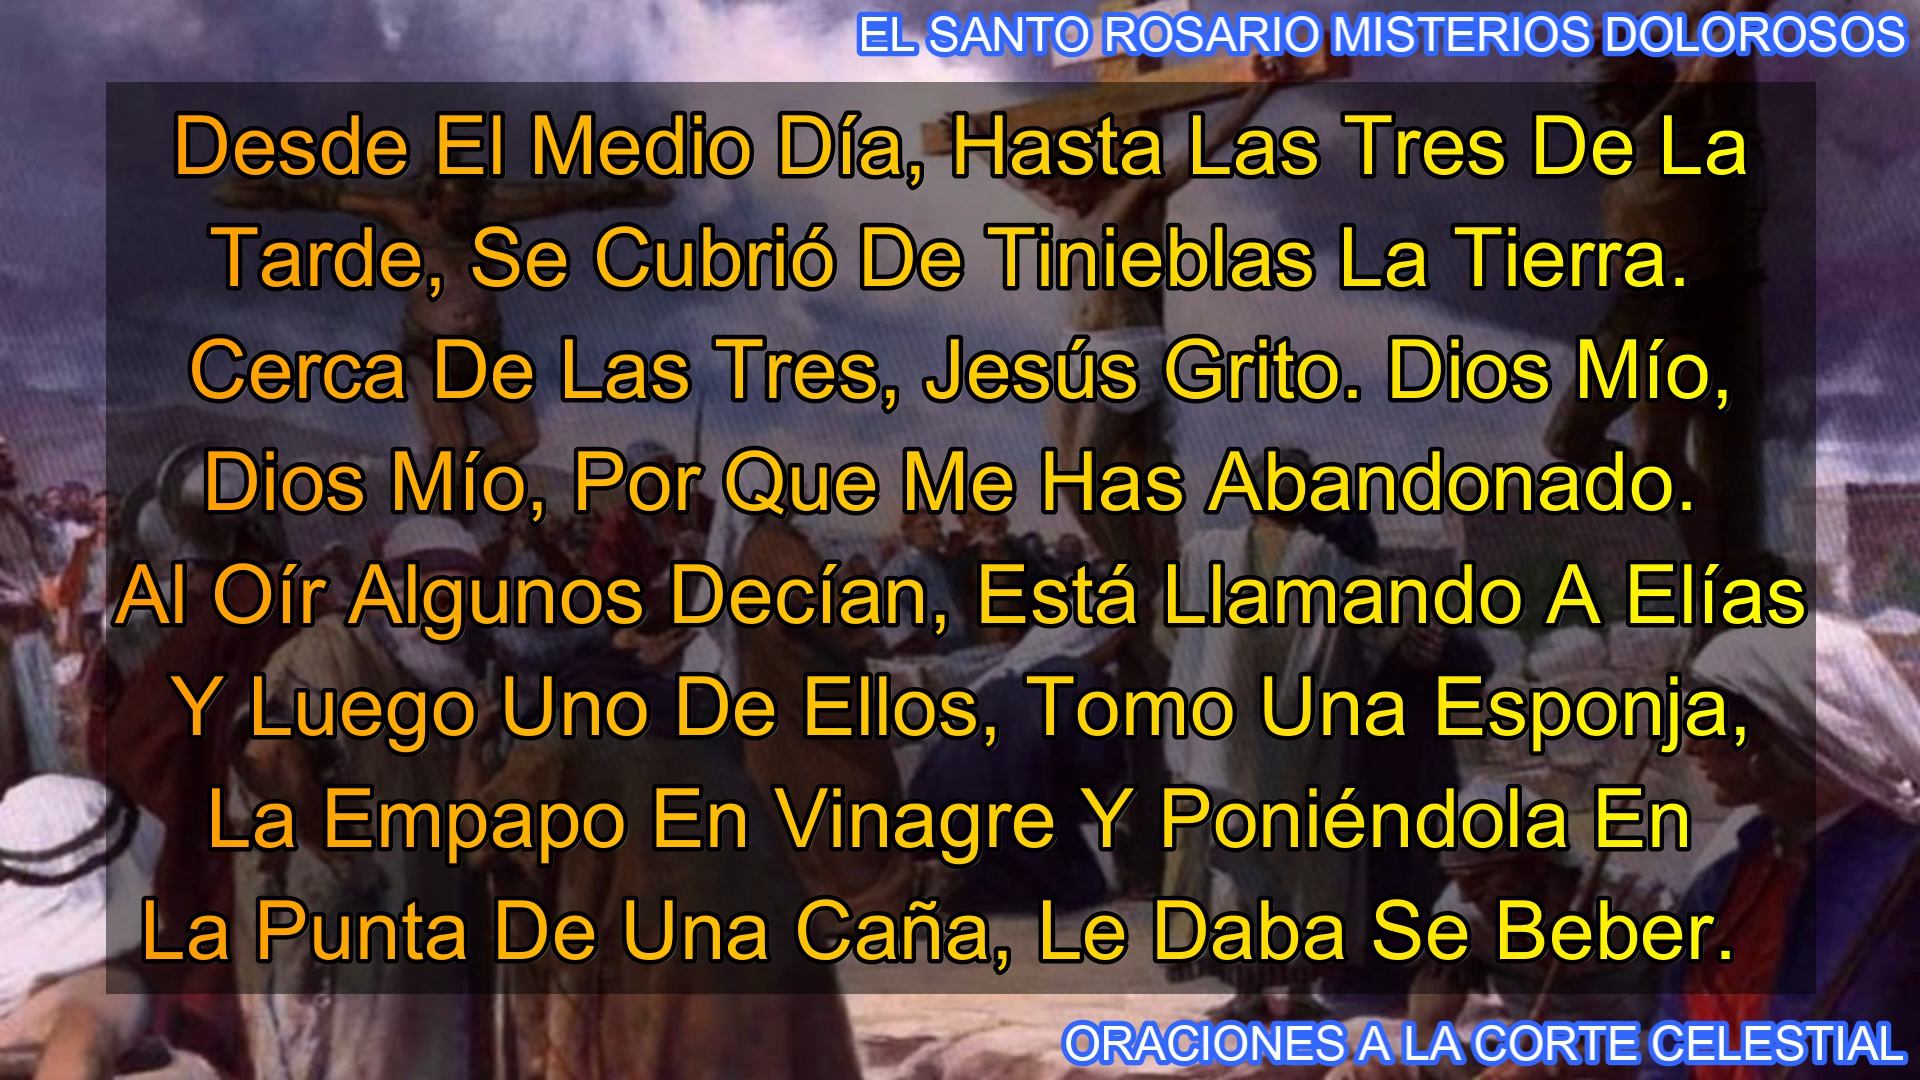 EL SANTO ROSARIO MISTERIOS DOLOROSOS
Desde El Medio Día, Hasta Las Tres De La
Tarde, Se Cubrió De Tinieblas La Tierra.
Cerca De Las Tres, Jesús Grito. Dios Mío,
Dios Mío, Por Que Me Has Abandonado.
Al Oír Algunos Decían, Está Llamando A Elías
Y Luego Uno De Ellos, Tomo Una Esponja,
La Empapo En Vinagre Y Poniéndola En
La Punta De Una Caña, Le Daba Se Beber.
ORACIONES A LA CORTE CELESTIAL